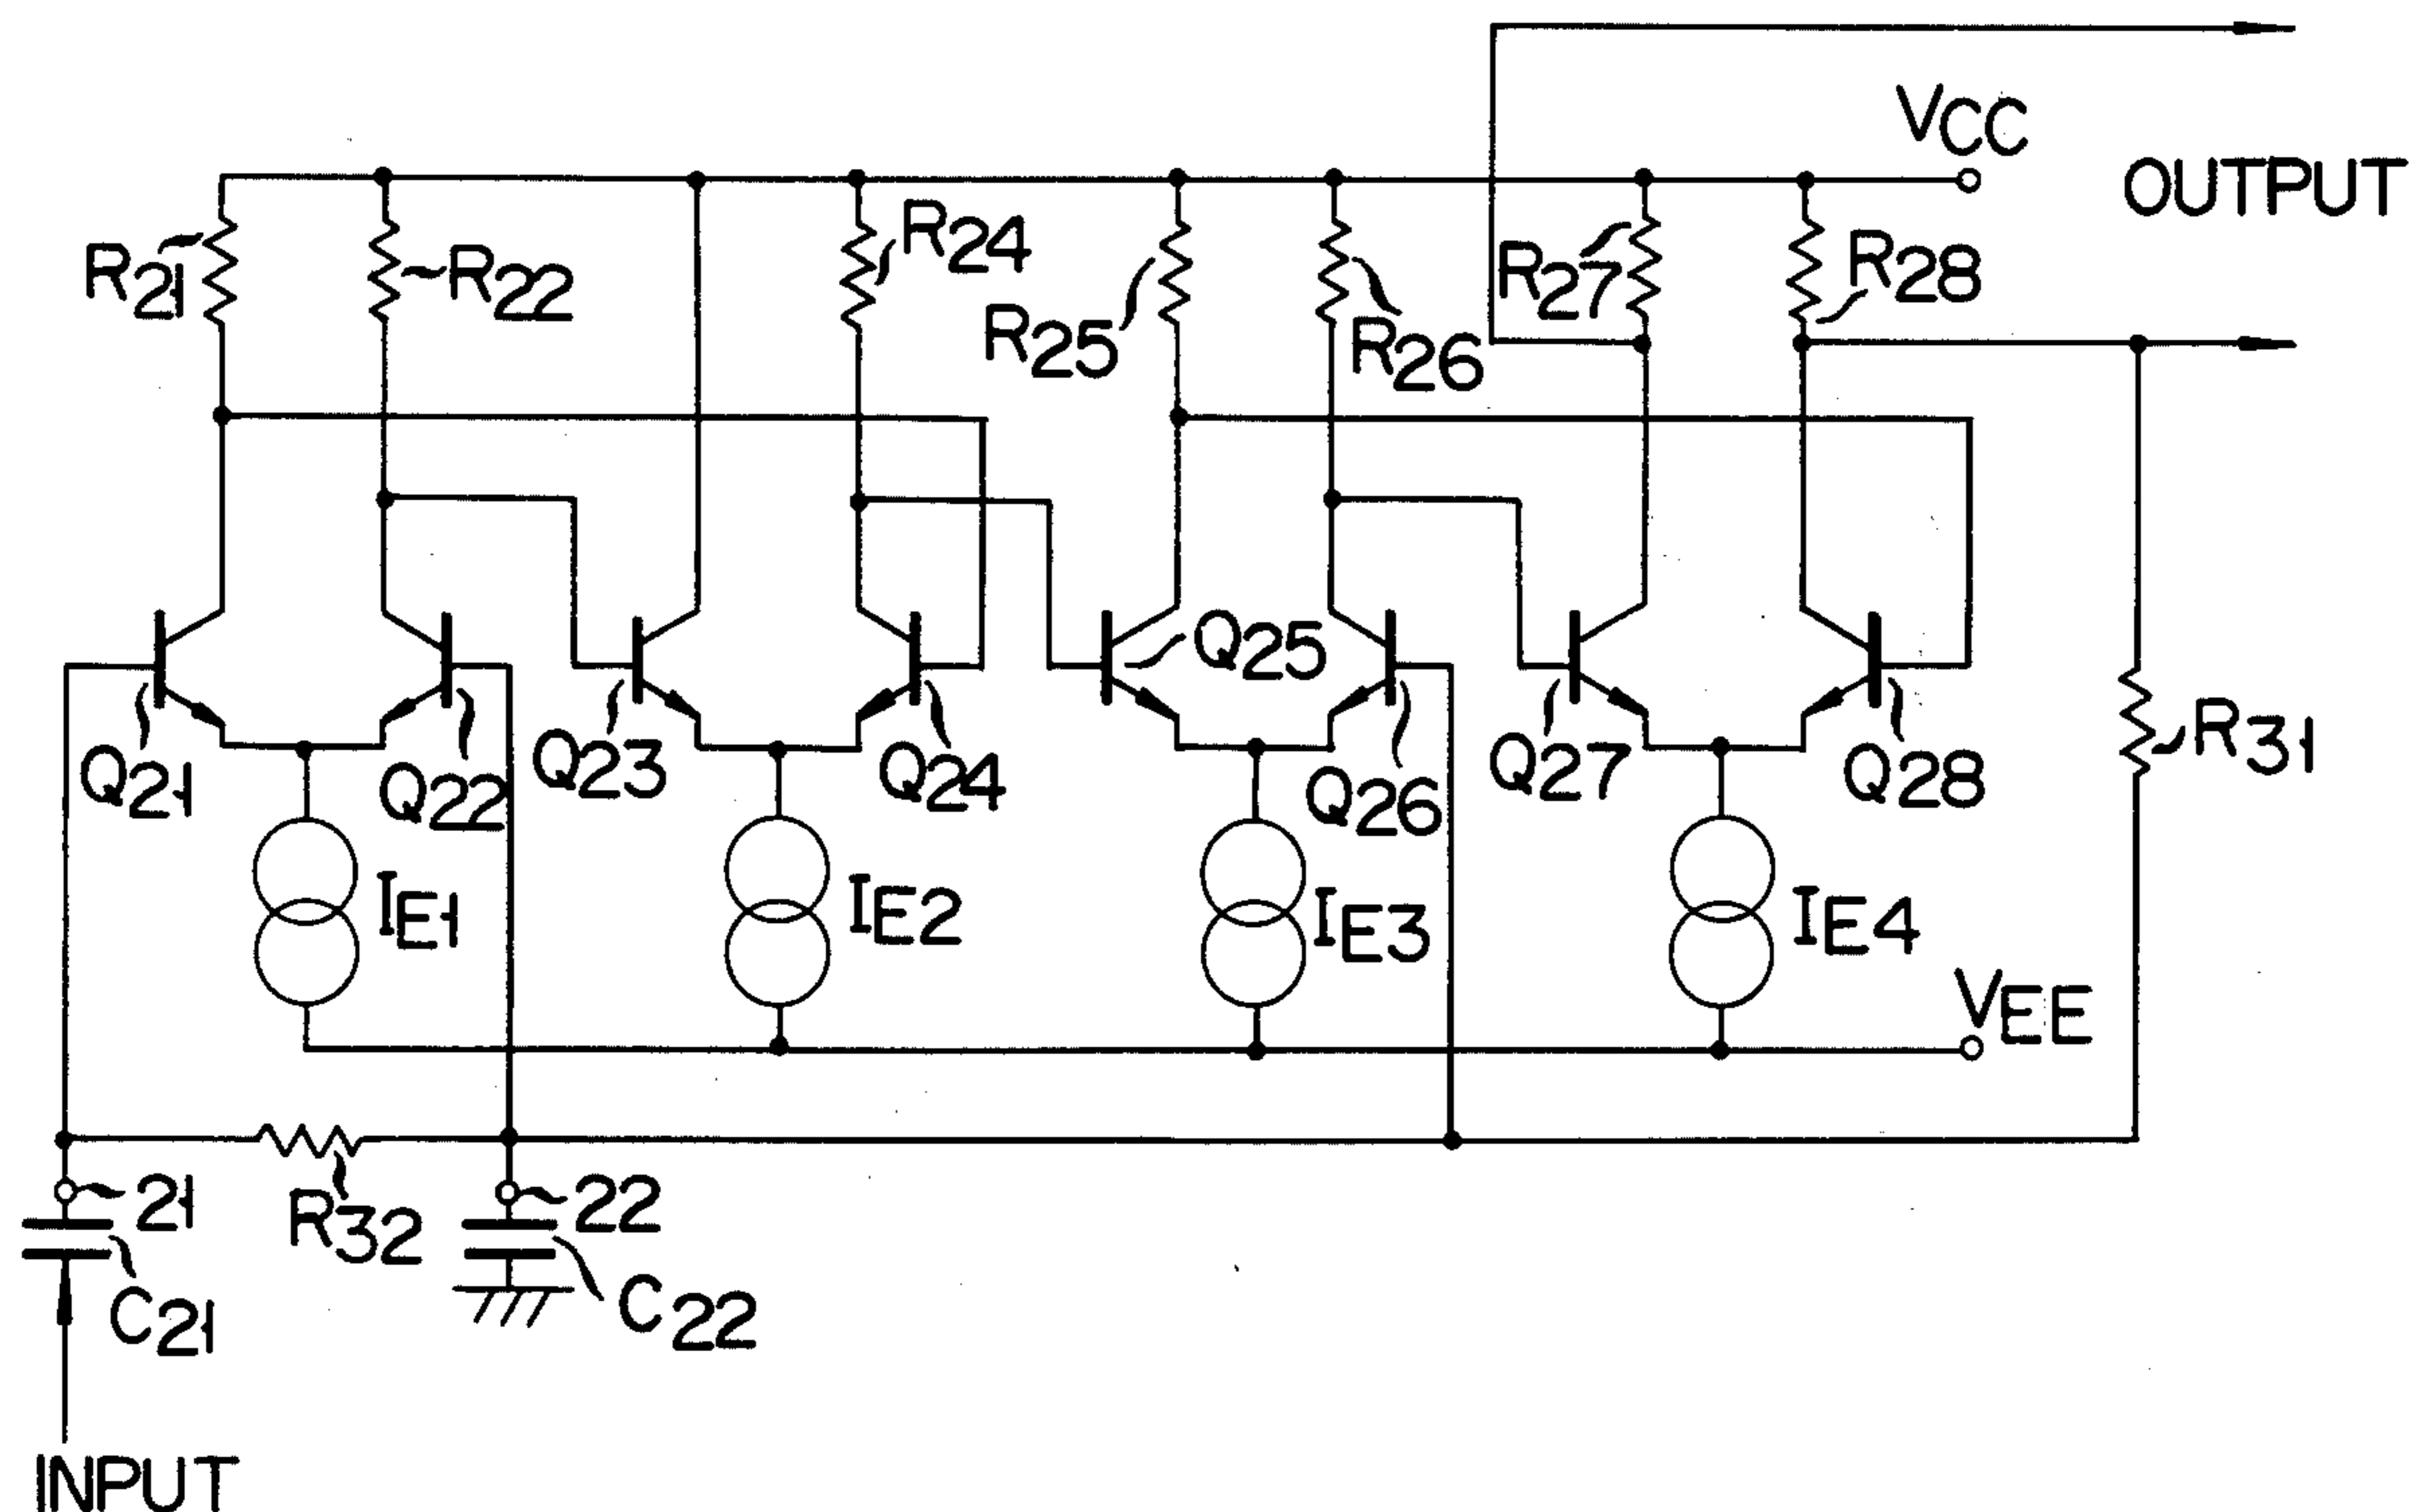 VCC
OUTPUT
R21
R22
R24
R25
R26
R27
R28
Q21
Q22
Q23
Q24
Q25
Q26
Q27
Q28
R31
IE1
IE2
IE3
IE4
VEE
21
R32
22
C21
C22
INPUT